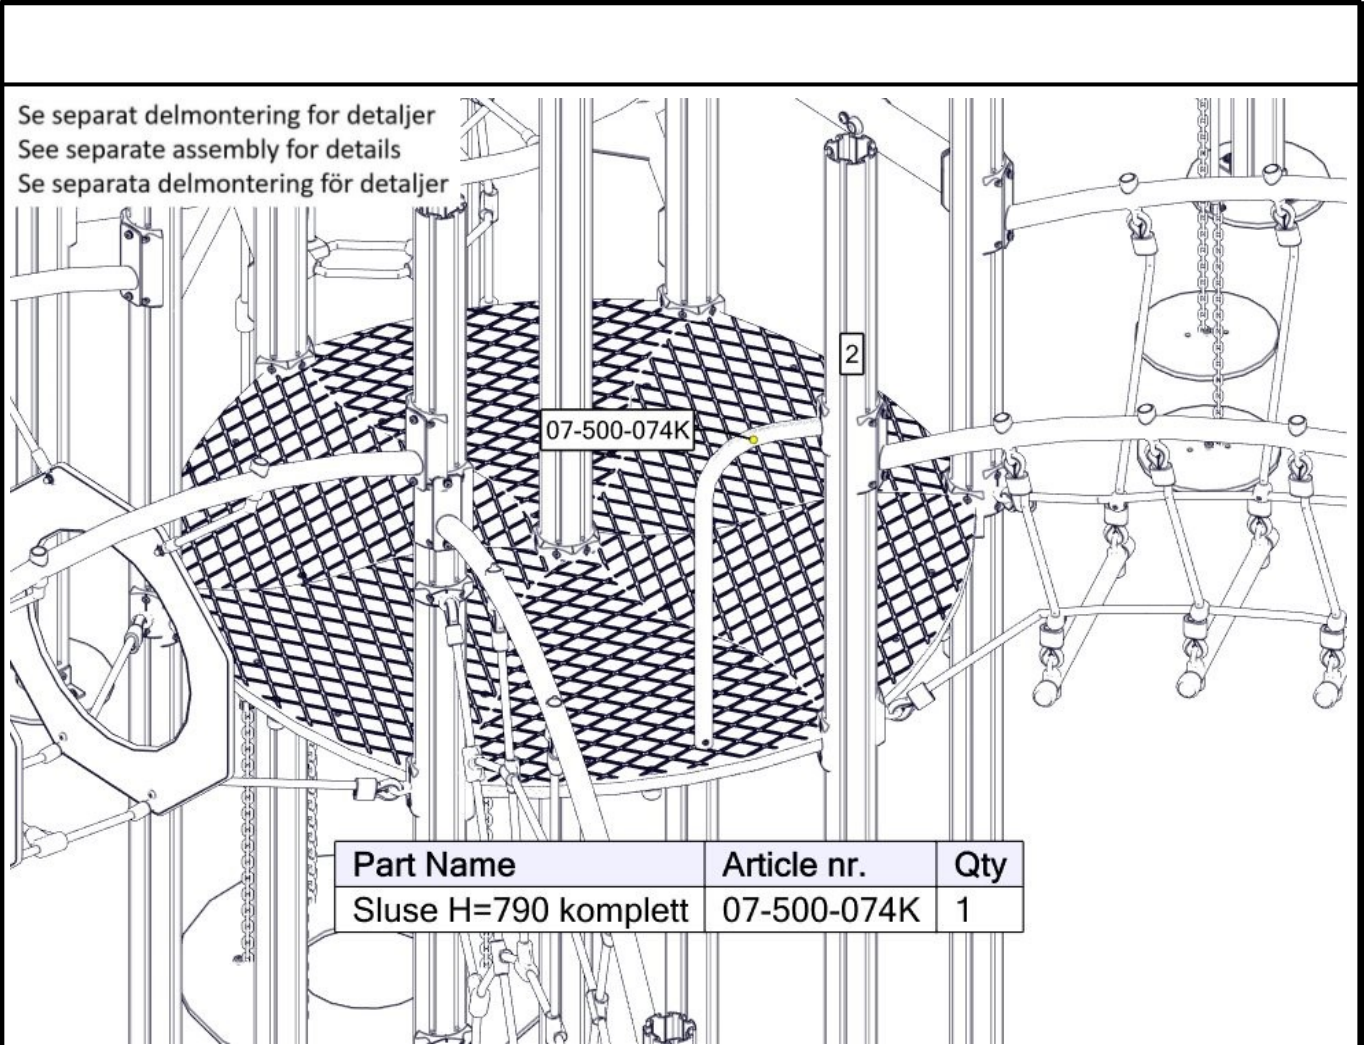 Se separat delmontering for detaljer
See separate assembly for details
Se separata delmontering för detaljer
2
07-500-074K
Part Name Article nr. Qty
Sluse H=790 komplett 07-500-074K 1